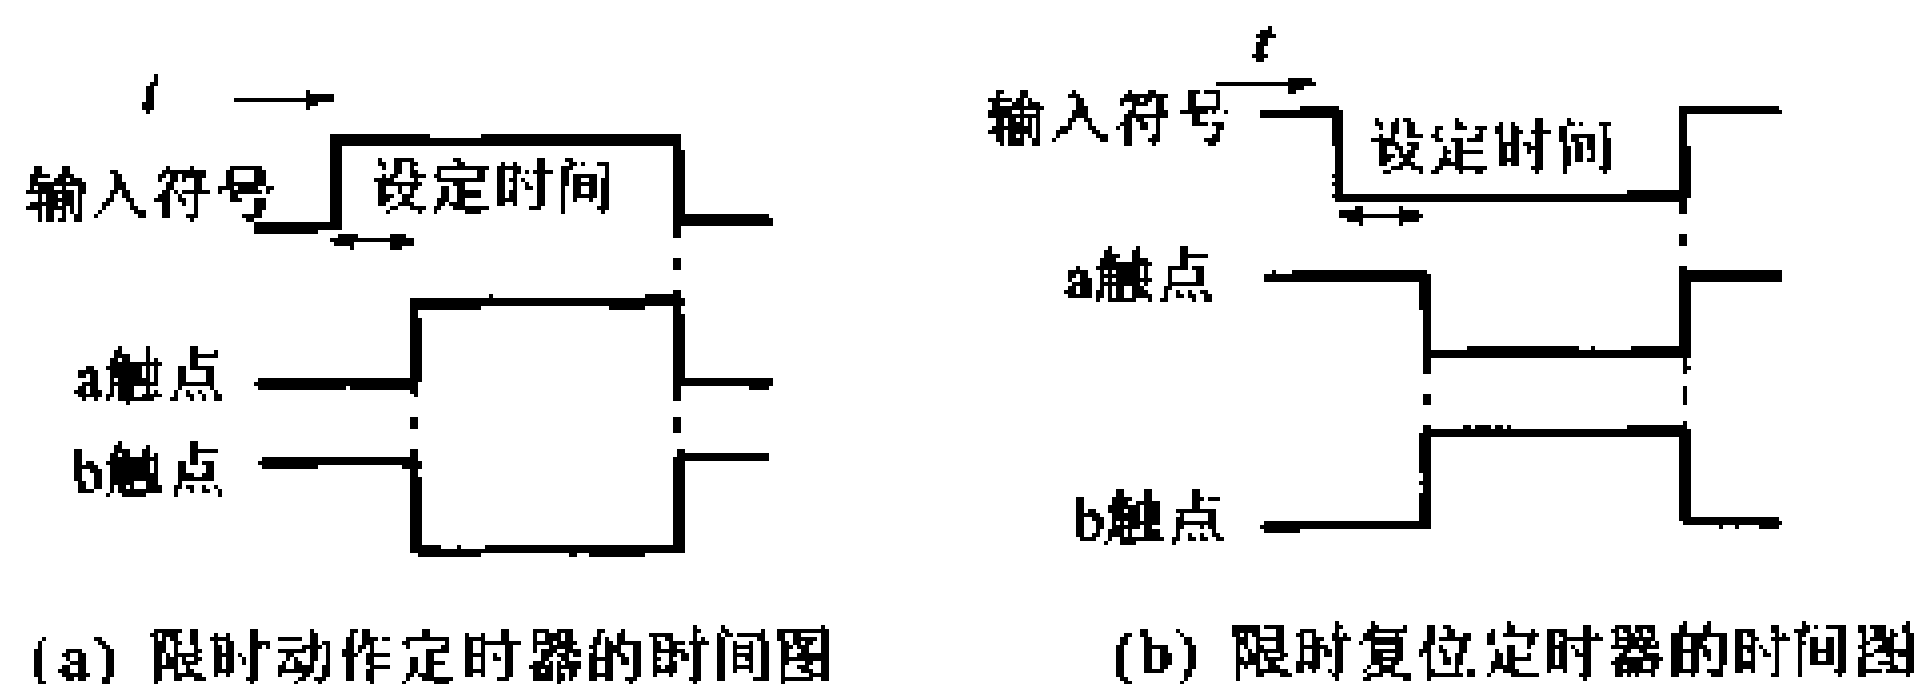 t
输入符号
设定时间
a触点
b触点
(a) 限时动作定时器的时间图
t
输入符号
设定时间
a触点
b触点
(b) 限时复位定时器的时间图